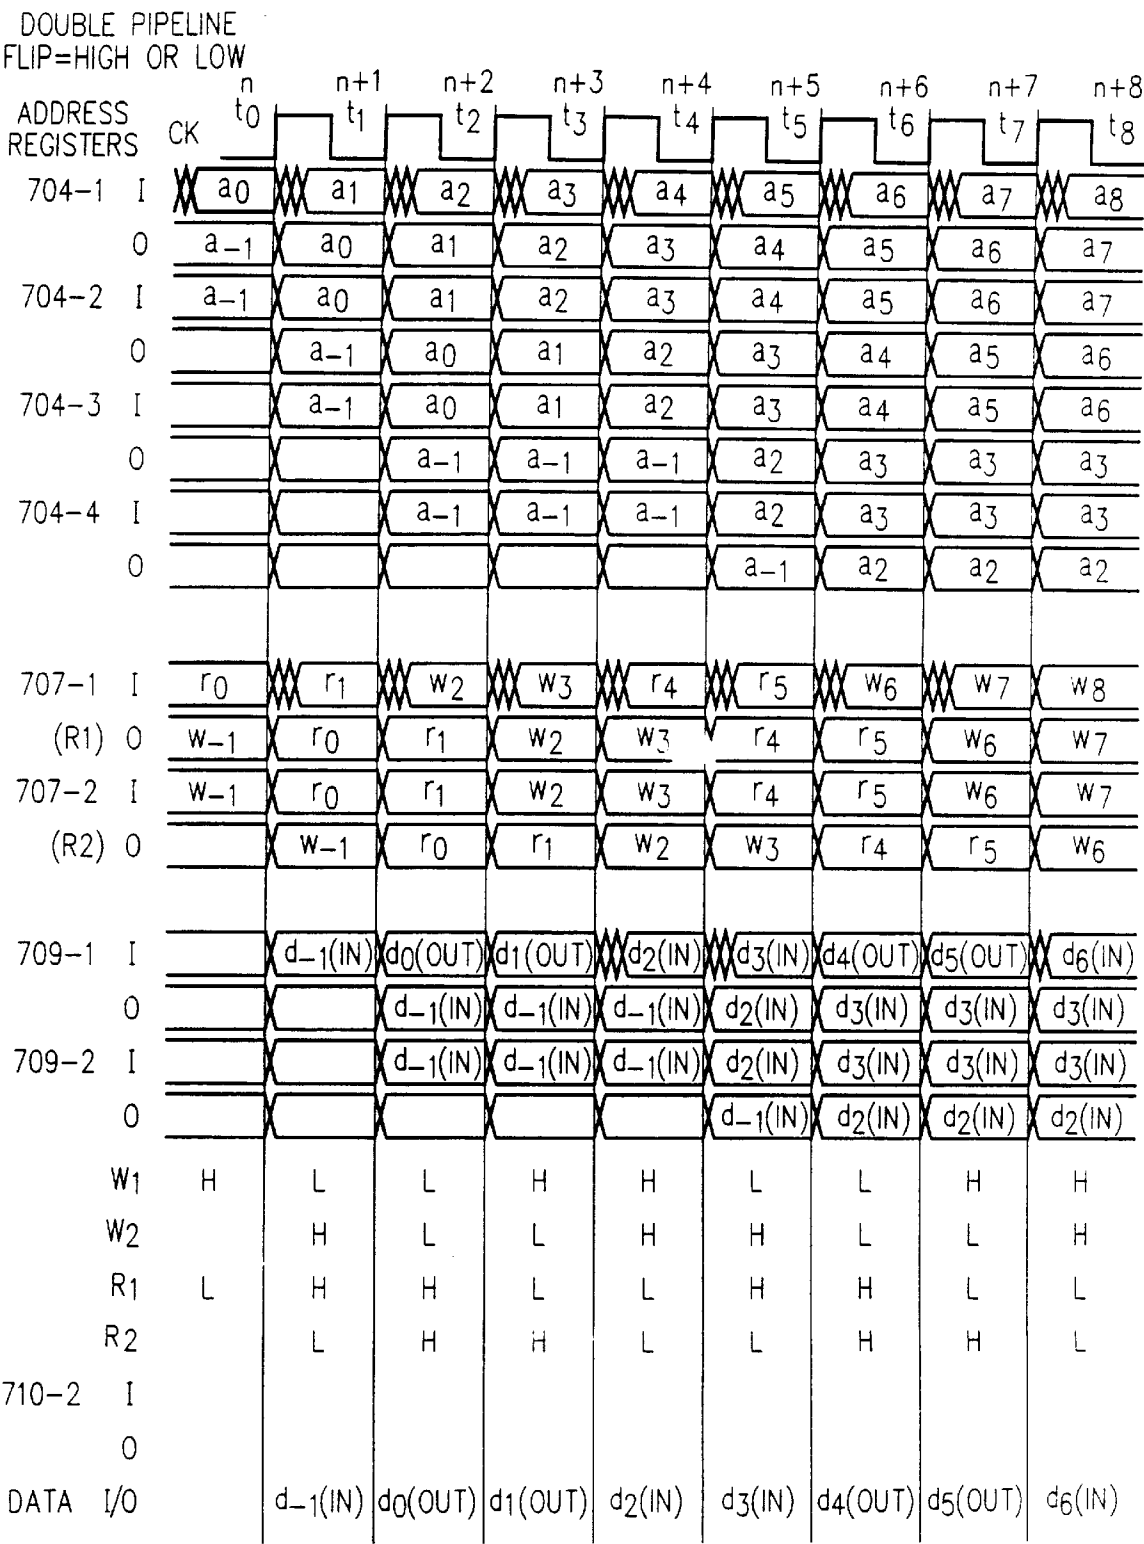 DOUBLE PIPELINE
FLIP=HIGH OR LOW
n n+1 n+2 n+3 n+4 n+5 n+6 n+7 n+8
ADDRESS REGISTERS CK t0 t1 t2 t3 t4 t5 t6 t7 t8
704-1 I a0 a1 a2 a3 a4 a5 a6 a7 a8
O a-1 a0 a1 a2 a3 a4 a5 a6 a7
704-2 I a-1 a0 a1 a2 a3 a4 a5 a6 a7
O a-1 a0 a1 a2 a3 a4 a5 a6
704-3 I a-1 a0 a1 a2 a3 a4 a5 a6
O a-1 a-1 a-1 a2 a3 a3 a3
704-4 I a-1 a-1 a-1 a2 a3 a3 a3
O a-1 a2 a2 a2
707-1 I r0 r1 w2 w3 r4 r5 w6 w7 w8
(R1) O w-1 r0 r1 w2 w3 r4 r5 w6 w7
707-2 I w-1 r0 r1 w2 w3 r4 r5 w6 w7
(R2) O w-1 r0 r1 w2 w3 r4 r5 w6
709-1 I d-1(IN) d0(OUT) d1(OUT) d2(IN) d3(IN) d4(OUT) d5(OUT) d6(IN)
O d-1(IN) d-1(IN) d-1(IN) d2(IN) d3(IN) d3(IN) d3(IN)
709-2 I d-1(IN) d-1(IN) d-1(IN) d2(IN) d3(IN) d3(IN) d3(IN)
O d-1(IN) d2(IN) d2(IN) d2(IN)
W1 H L L H H L L H H
W2 H L L H H L L H
R1 L H H L L H H L L
R2 L H H L L H H L
710-2 I
O
DATA I/O d-1(IN) d0(OUT) d1(OUT) d2(IN) d3(IN) d4(OUT) d5(OUT) d6(IN)